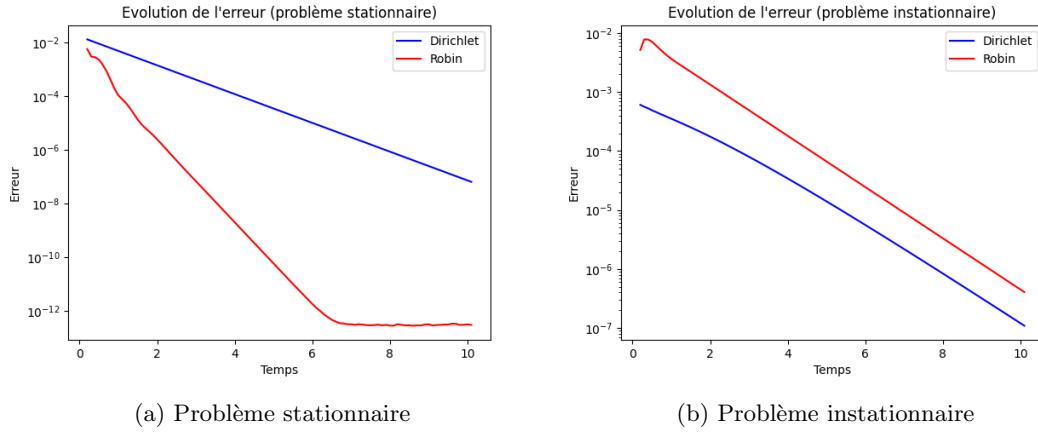 Evolution de l'erreur (problème stationnaire)
Dirichlet
Robin
Erreur
10⁻²
10⁻⁴
10⁻⁶
10⁻⁸
10⁻¹⁰
10⁻¹²
0 2 4 6 8 10
Temps
(a) Problème stationnaire
Evolution de l'erreur (problème instationnaire)
Dirichlet
Robin
Erreur
10⁻²
10⁻³
10⁻⁴
10⁻⁵
10⁻⁶
10⁻⁷
0 2 4 6 8 10
Temps
(b) Problème instationnaire